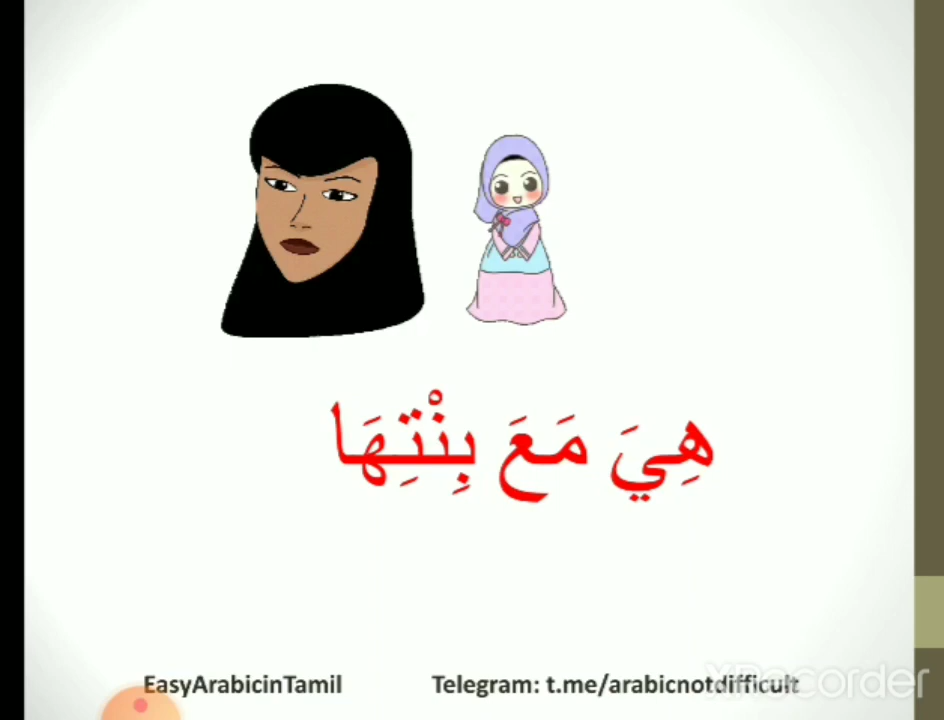 هِيَ مَعَ بِنْتِهَا
EasyArabicinTamil
Telegram: t.me/arabicnotdifficult
XRecorder